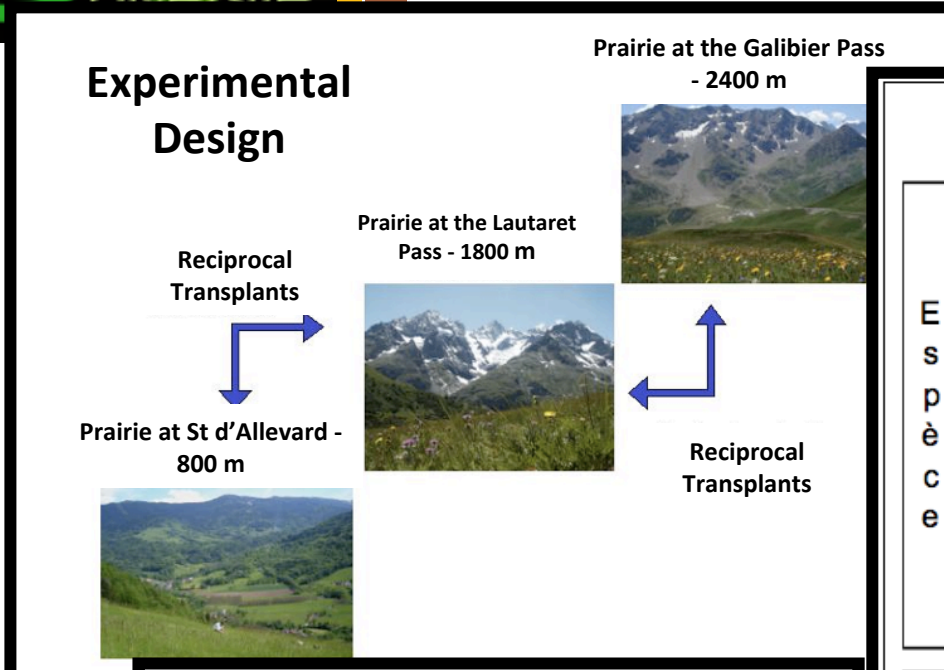 Experimental
Design
Prairie at the Galibier Pass
- 2400 m
Prairie at the Lautaret
Pass - 1800 m
Reciprocal
Transplants
Prairie at St d'Allevard -
800 m
Reciprocal
Transplants
E
s
p
è
c
e